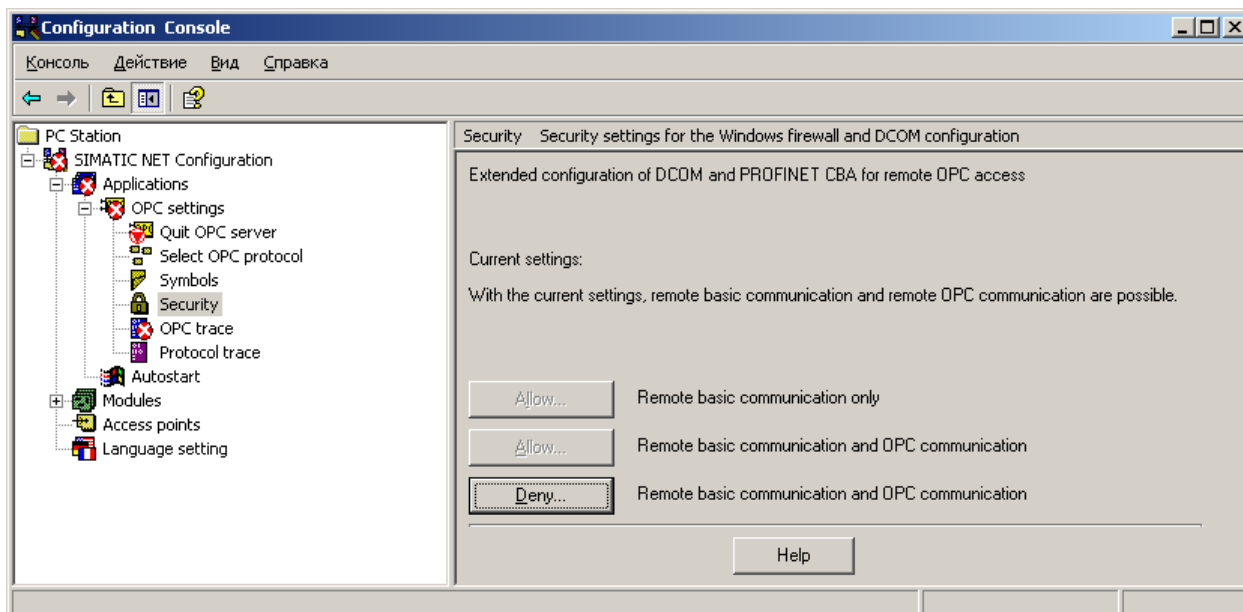 Configuration Console
Консоль Действие Вид Справка
PC Station
SIMATIC NET Configuration
Applications
OPC settings
Quit OPC server
Select OPC protocol
Symbols
Security
OPC trace
Protocol trace
Autostart
Modules
Access points
Language setting
Security Security settings for the Windows firewall and DCOM configuration
Extended configuration of DCOM and PROFINET CBA for remote OPC access
Current settings:
With the current settings, remote basic communication and remote OPC communication are possible.
Allow... Remote basic communication only
Allow... Remote basic communication and OPC communication
Deny... Remote basic communication and OPC communication
Help